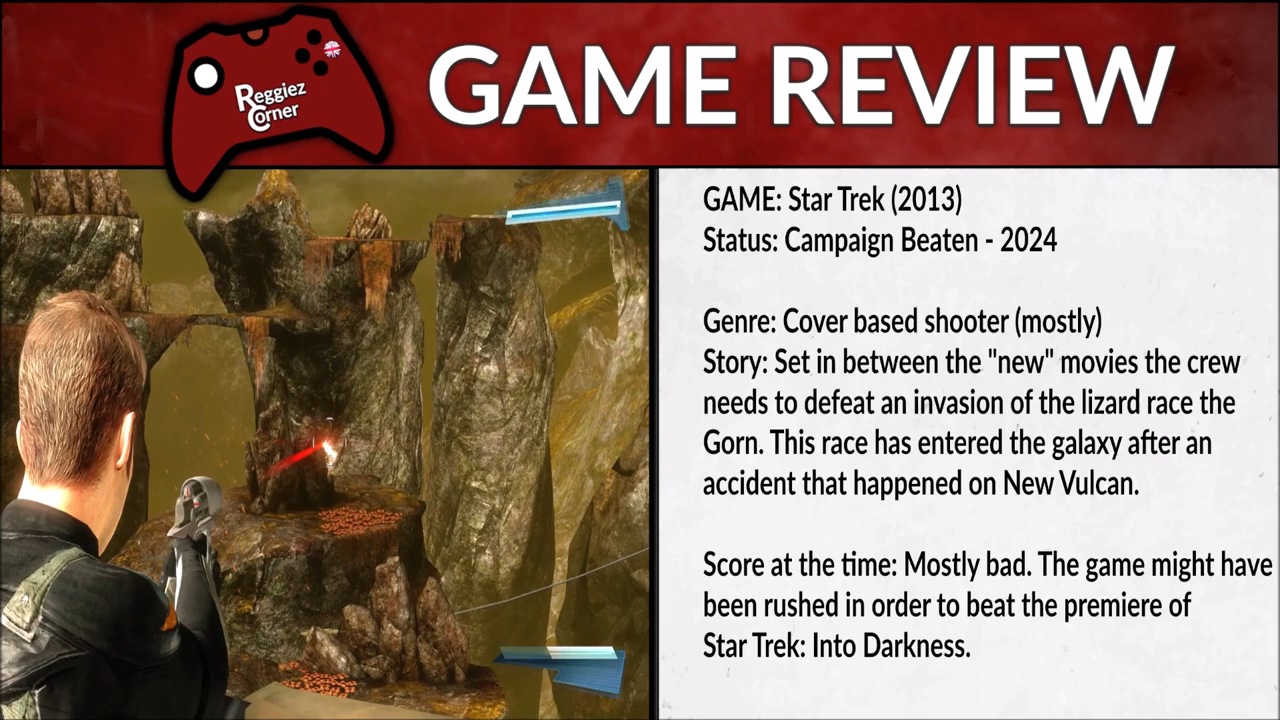 Reggiez
Corner
GAME REVIEW
GAME: Star Trek (2013)
Status: Campaign Beaten - 2024
Genre: Cover based shooter (mostly)
Story: Set in between the "new" movies the crew
needs to defeat an invasion of the lizard race the
Gorn. This race has entered the galaxy after an
accident that happened on New Vulcan.
Score at the time: Mostly bad. The game might have
been rushed in order to beat the premiere of
Star Trek: Into Darkness.